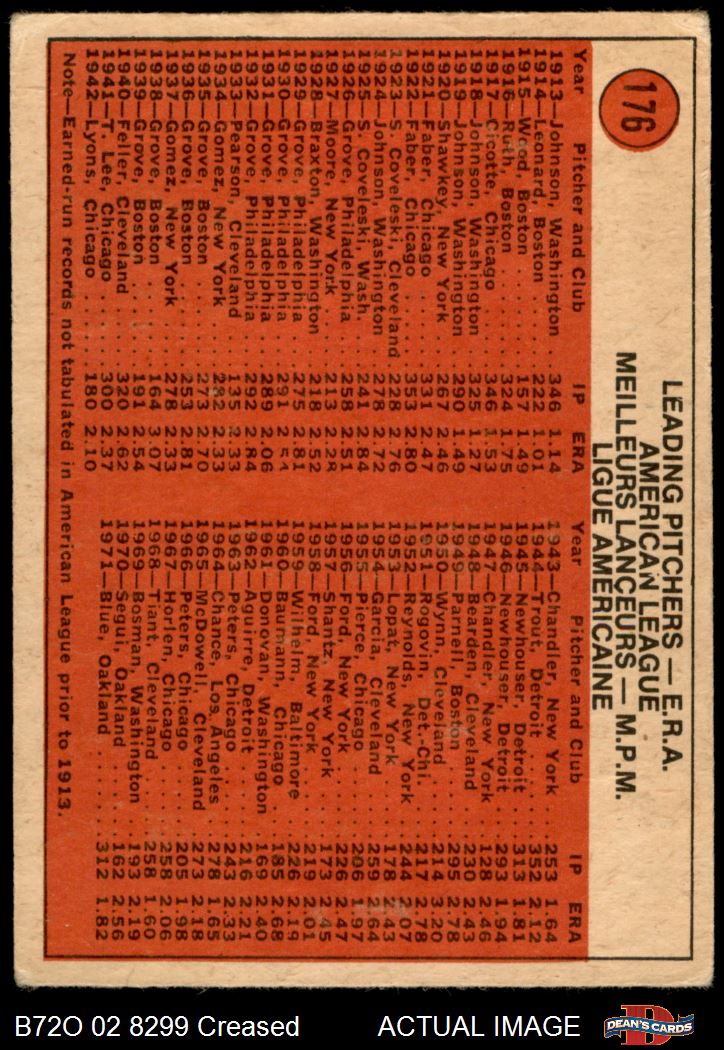 176
LEADING PITCHERS — E.R.A.
AMERICAN LEAGUE
MEILLEURS LANCEURS — M.P.M.
LIGUE AMERICAINE
Year Pitcher and Club IP ERA
1913—Johnson, Washington . 346 1.14
1914—Leonard, Boston . . . . 222 1.01
1915—Wood, Boston . . . . . 157 1.49
1916—Ruth, Boston . . . . . . 324 1.75
1917—Cicotte, Chicago . . . . 346 1.53
1918—Johnson, Washington . 325 1.27
1919—Johnson, Washington . 290 1.49
1920—Shawkey, New York . . 267 2.46
1921—Faber, Chicago . . . . . 331 2.47
1922—Faber, Chicago . . . . . 353 2.80
1923—S. Coveleski, Cleveland 228 2.76
1924—Johnson, Washington . 278 2.72
1925—S. Coveleski, Wash. . . 241 2.84
1926—Grove, Philadelphia . . 258 2.51
1927—Moore, New York . . . . 213 2.28
1928—Braxton, Washington . . 218 2.52
1929—Grove, Philadelphia . . 275 2.81
1930—Grove, Philadelphia . . 291 2.54
1931—Grove, Philadelphia . . 289 2.06
1932—Grove, Philadelphia . . 292 2.84
1933—Pearson, Cleveland . . . 135 2.33
1934—Gomez, New York . . . . 282 2.33
1935—Grove, Boston . . . . . . 273 2.70
1936—Grove, Boston . . . . . . 253 2.81
1937—Gomez, New York . . . . 278 2.33
1938—Grove, Boston . . . . . . 164 3.07
1939—Grove, Boston . . . . . . 191 2.54
1940—Feller, Cleveland . . . . 320 2.62
1941—T. Lee, Chicago . . . . . 300 2.37
1942—Lyons, Chicago . . . . . 180 2.10
Year Pitcher and Club IP ERA
1943—Chandler, New York . . 253 1.64
1944—Trout, Detroit . . . . . . 352 2.12
1945—Newhouser, Detroit . . 313 1.81
1946—Newhouser, Detroit . . 293 1.94
1947—Chandler, New York . . 128 2.46
1948—Bearden, Cleveland . . . 230 2.43
1949—Parnell, Boston . . . . . 295 2.78
1950—Wynn, Cleveland . . . . 214 3.20
1951—Rogovin, Det.-Chi. . . . 217 2.78
1952—Reynolds, New York . . 244 2.07
1953—Lopat, New York . . . . 178 2.43
1954—Garcia, Cleveland . . . . 259 2.64
1955—Pierce, Chicago . . . . . 206 1.97
1956—Ford, New York . . . . . 226 2.47
1957—Shantz, New York . . . . 173 2.45
1958—Ford, New York . . . . . 219 2.01
1959—Wilhelm, Baltimore . . . 226 2.19
1960—Baumann, Chicago . . . 185 2.68
1961—Donovan, Washington . 169 2.40
1962—Aguirre, Detroit . . . . . 216 2.21
1963—Peters, Chicago . . . . . 243 2.33
1964—Chance, Los Angeles . . 278 1.65
1965—McDowell, Cleveland . . 273 2.18
1966—Peters, Chicago . . . . . 205 1.98
1967—Horlen, Chicago . . . . . 258 2.06
1968—Tiant, Cleveland . . . . . 258 1.60
1969—Bosman, Washington . . 193 2.19
1970—Segui, Oakland . . . . . 162 2.56
1971—Blue, Oakland . . . . . . 312 1.82
Note—Earned-run records not tabulated in American League prior to 1913.
B72O 02 8299 Creased
ACTUAL IMAGE
DEAN'S CARDS